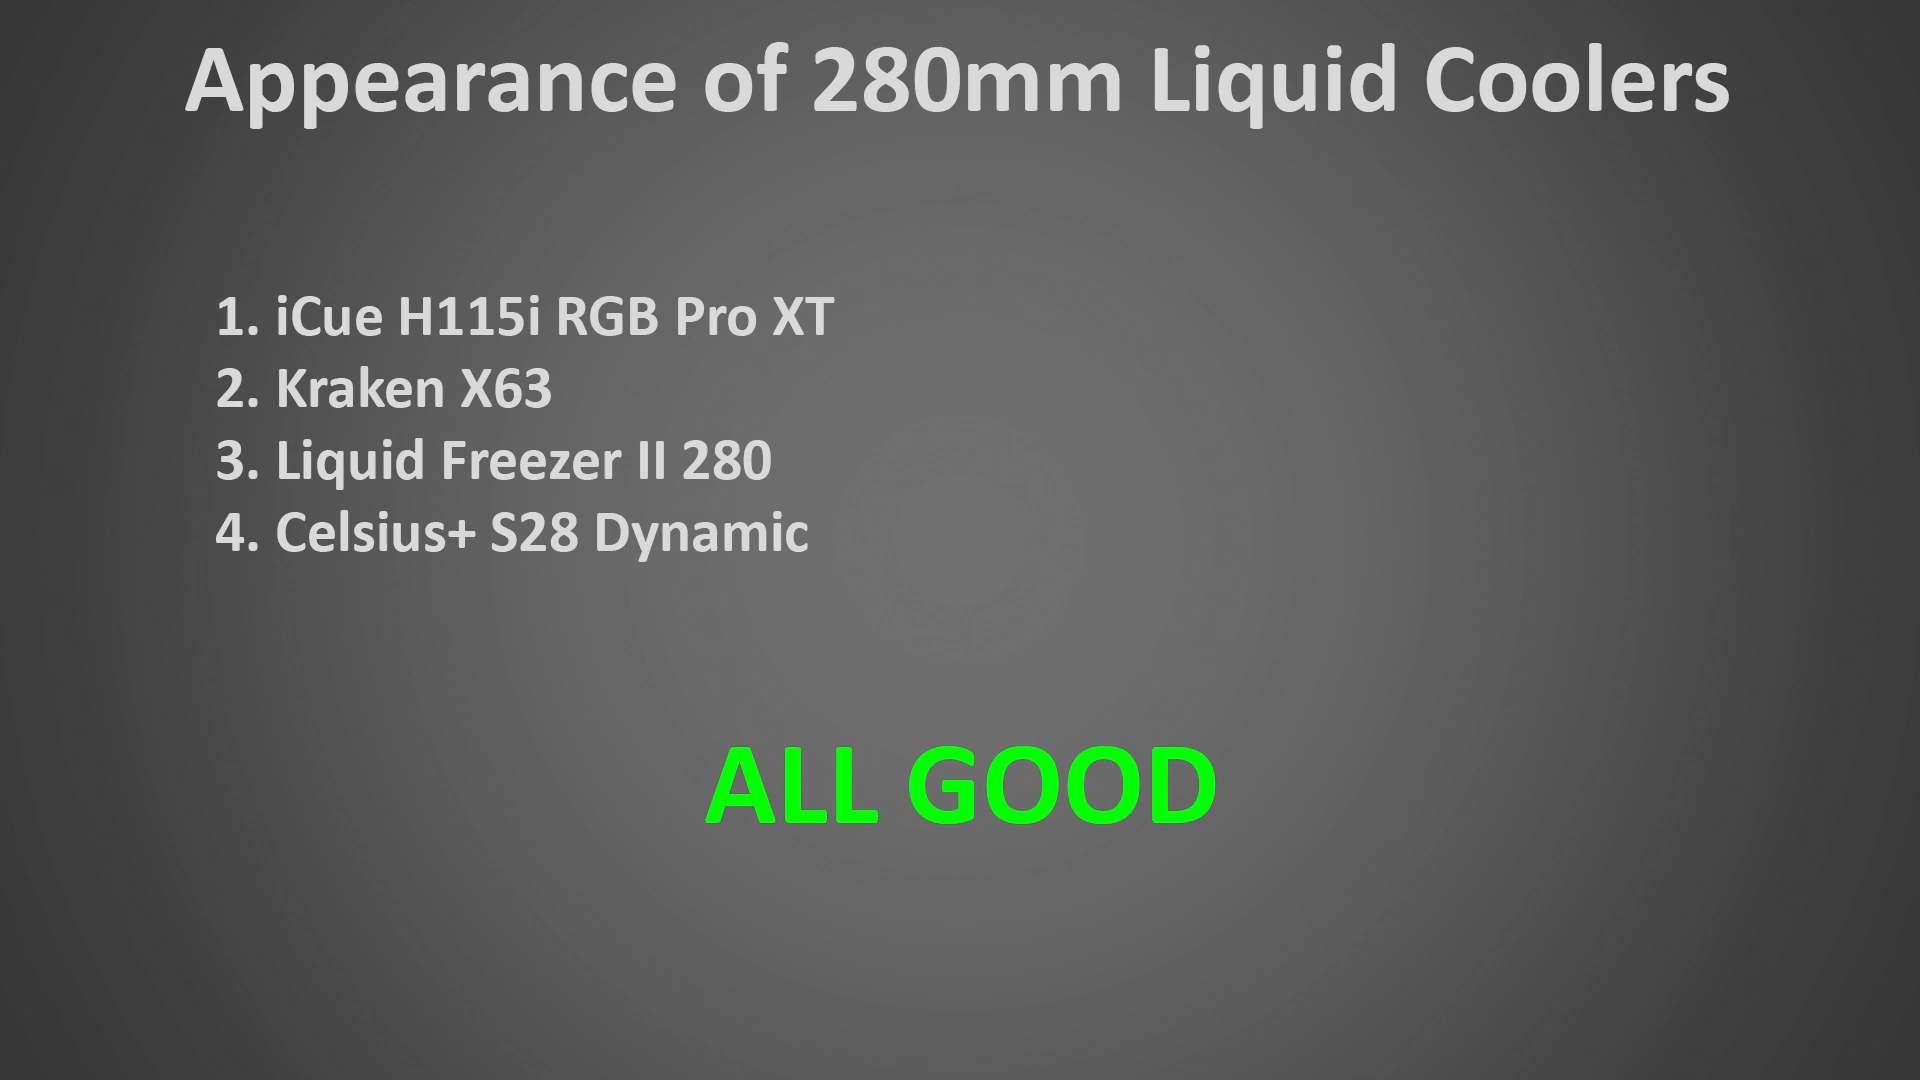 Appearance of 280mm Liquid Coolers
1. iCue H115i RGB Pro XT
2. Kraken X63
3. Liquid Freezer II 280
4. Celsius+ S28 Dynamic
ALL GOOD